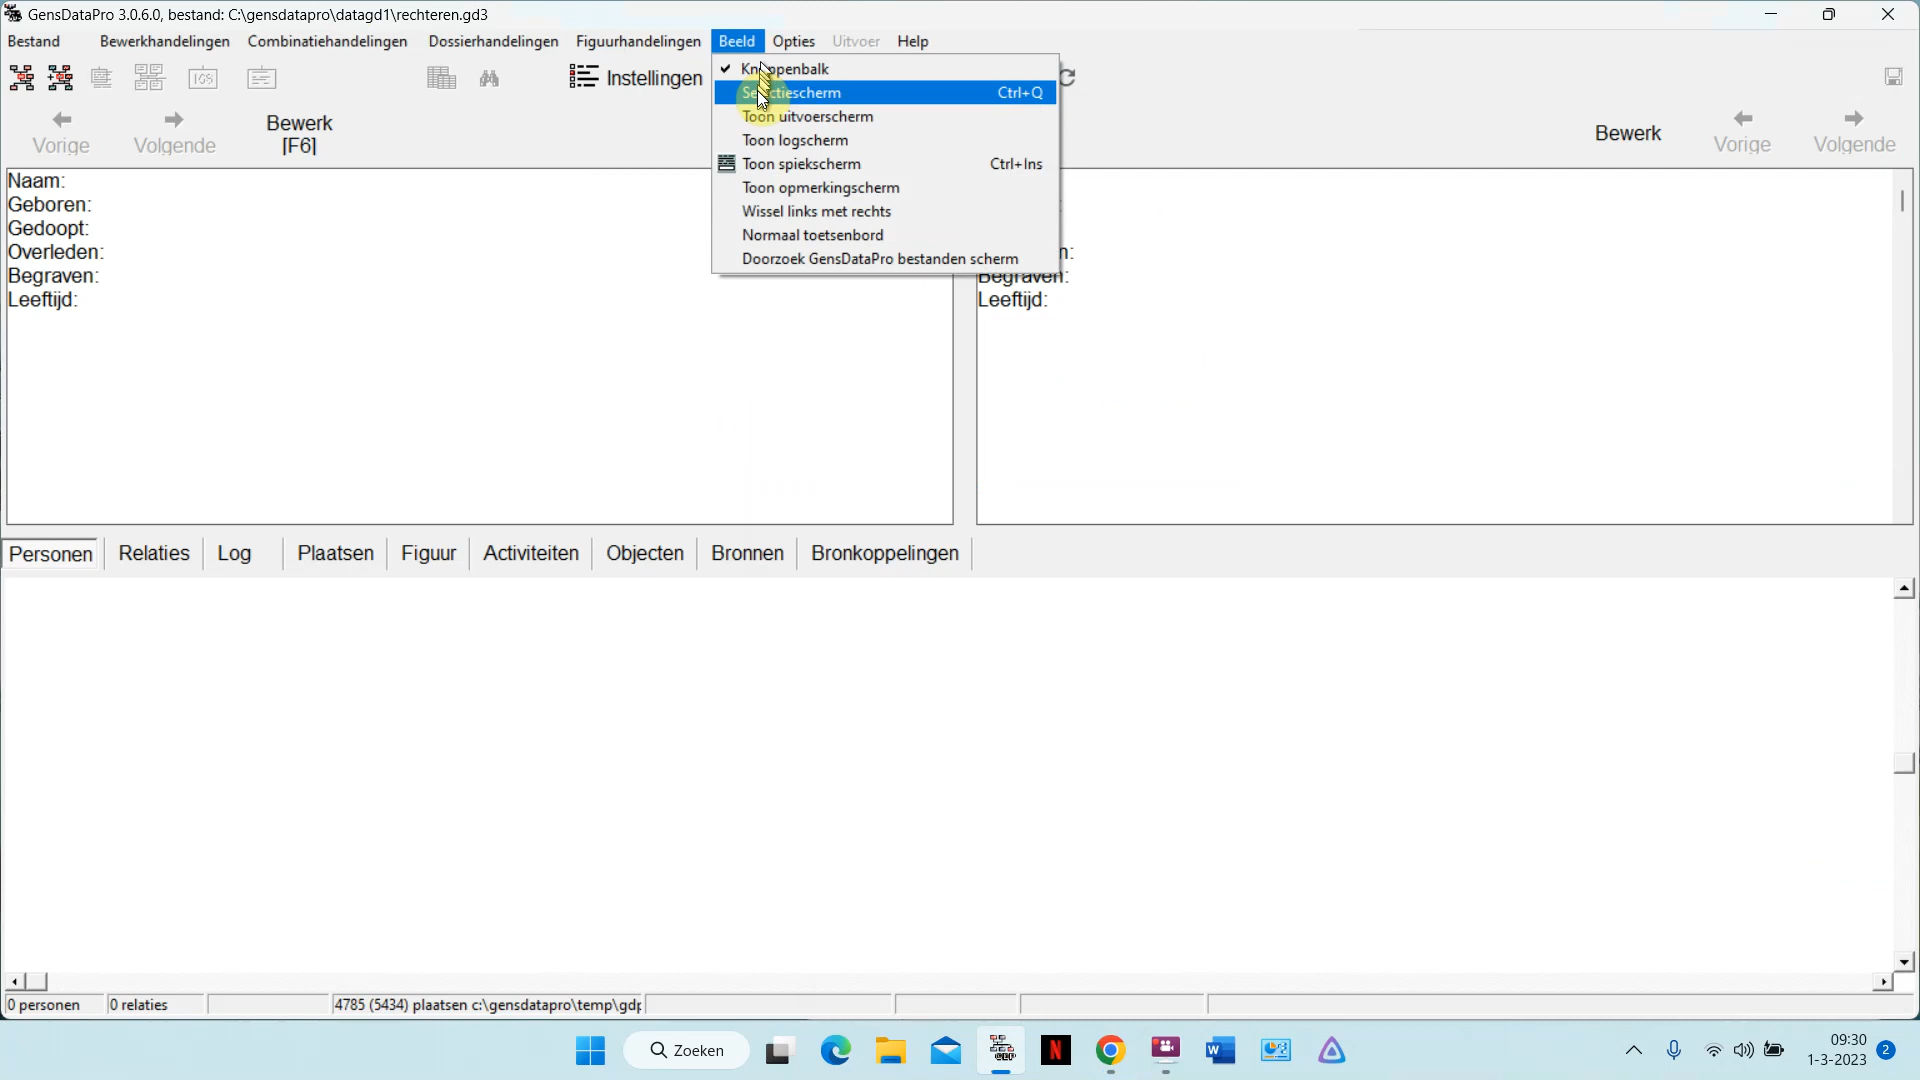 GensDataPro 3.0.6.0, bestand: C:\gensdatapro\datagd1\rechteren.gd3
Bestand Bewerkhandelingen Combinatiehandelingen Dossierhandelingen Figuurhandelingen Beeld Opties Uitvoer Help
Instellingen
Selectiescherm Ctrl+Q
Toon uitvoerscherm
Toon logscherm
Toon spiekscherm Ctrl+Ins
Toon opmerkingscherm
Wissel links met rechts
Normaal toetsenbord
Doorzoek GensDataPro bestanden scherm
Vorige Volgende Bewerk [F6]
Bewerk Vorige Volgende
Naam:
Geboren:
Gedoopt:
Overleden:
Begraven:
Leeftijd:
n:
Begraven:
Leeftijd:
Personen Relaties Log Plaatsen Figuur Activiteiten Objecten Bronnen Bronkoppelingen
0 personen 0 relaties 4785 (5434) plaatsen c:\gensdatapro\temp\gdp
Zoeken
09:30
1-3-2023 2